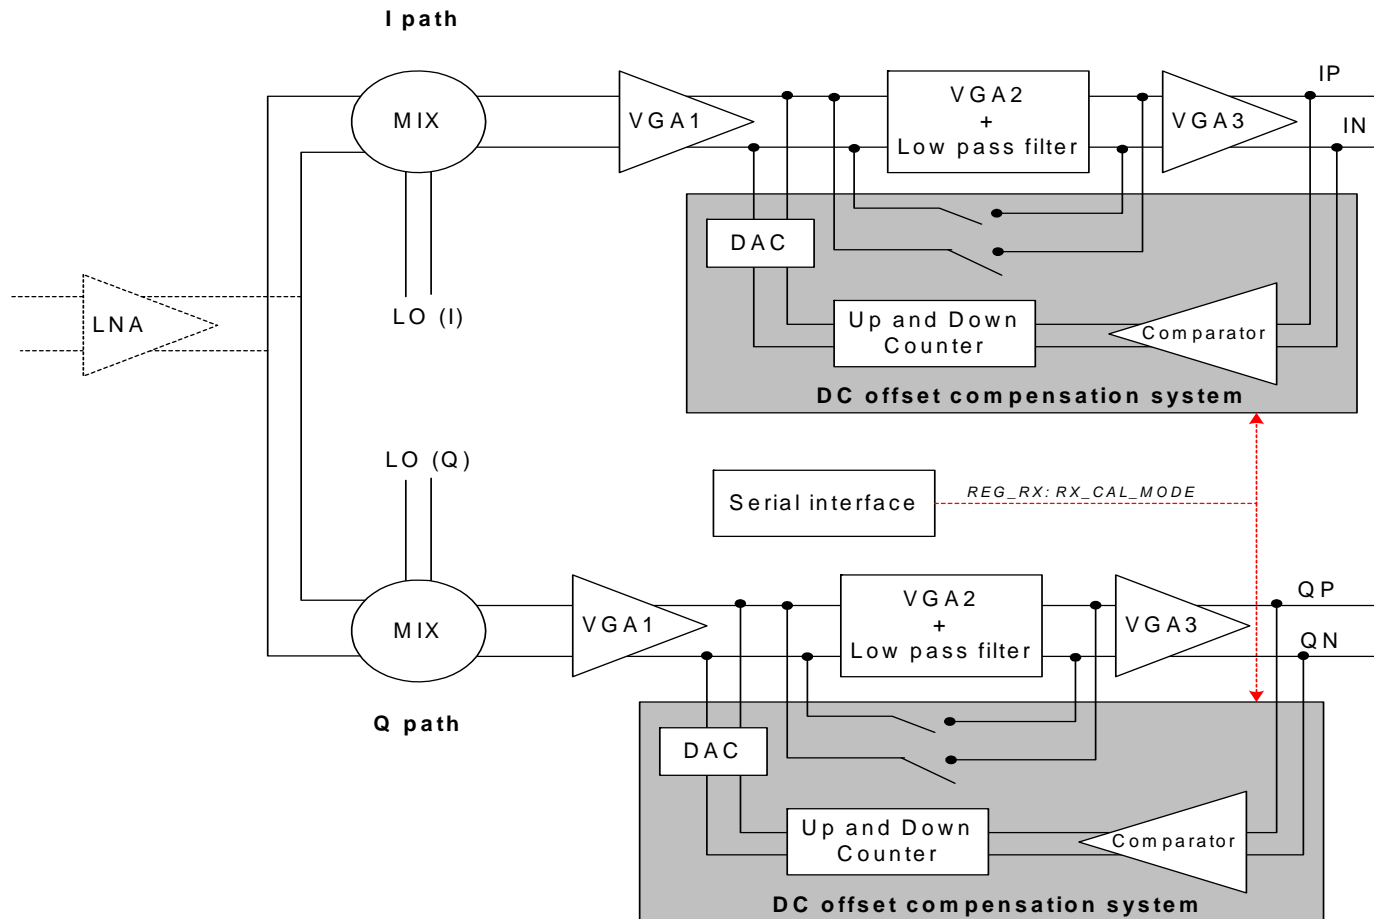 I path
MIX
VGA1
VGA2
+
Low pass filter
VGA3
IP
IN
DAC
LNA
LO (I)
Up and Down
Counter
Comparator
DC offset compensation system
LO (Q)
Serial interface
REG_RX: RX_CAL_MODE
MIX
VGA1
VGA2
+
Low pass filter
VGA3
QP
QN
Q path
DAC
Up and Down
Counter
Comparator
DC offset compensation system